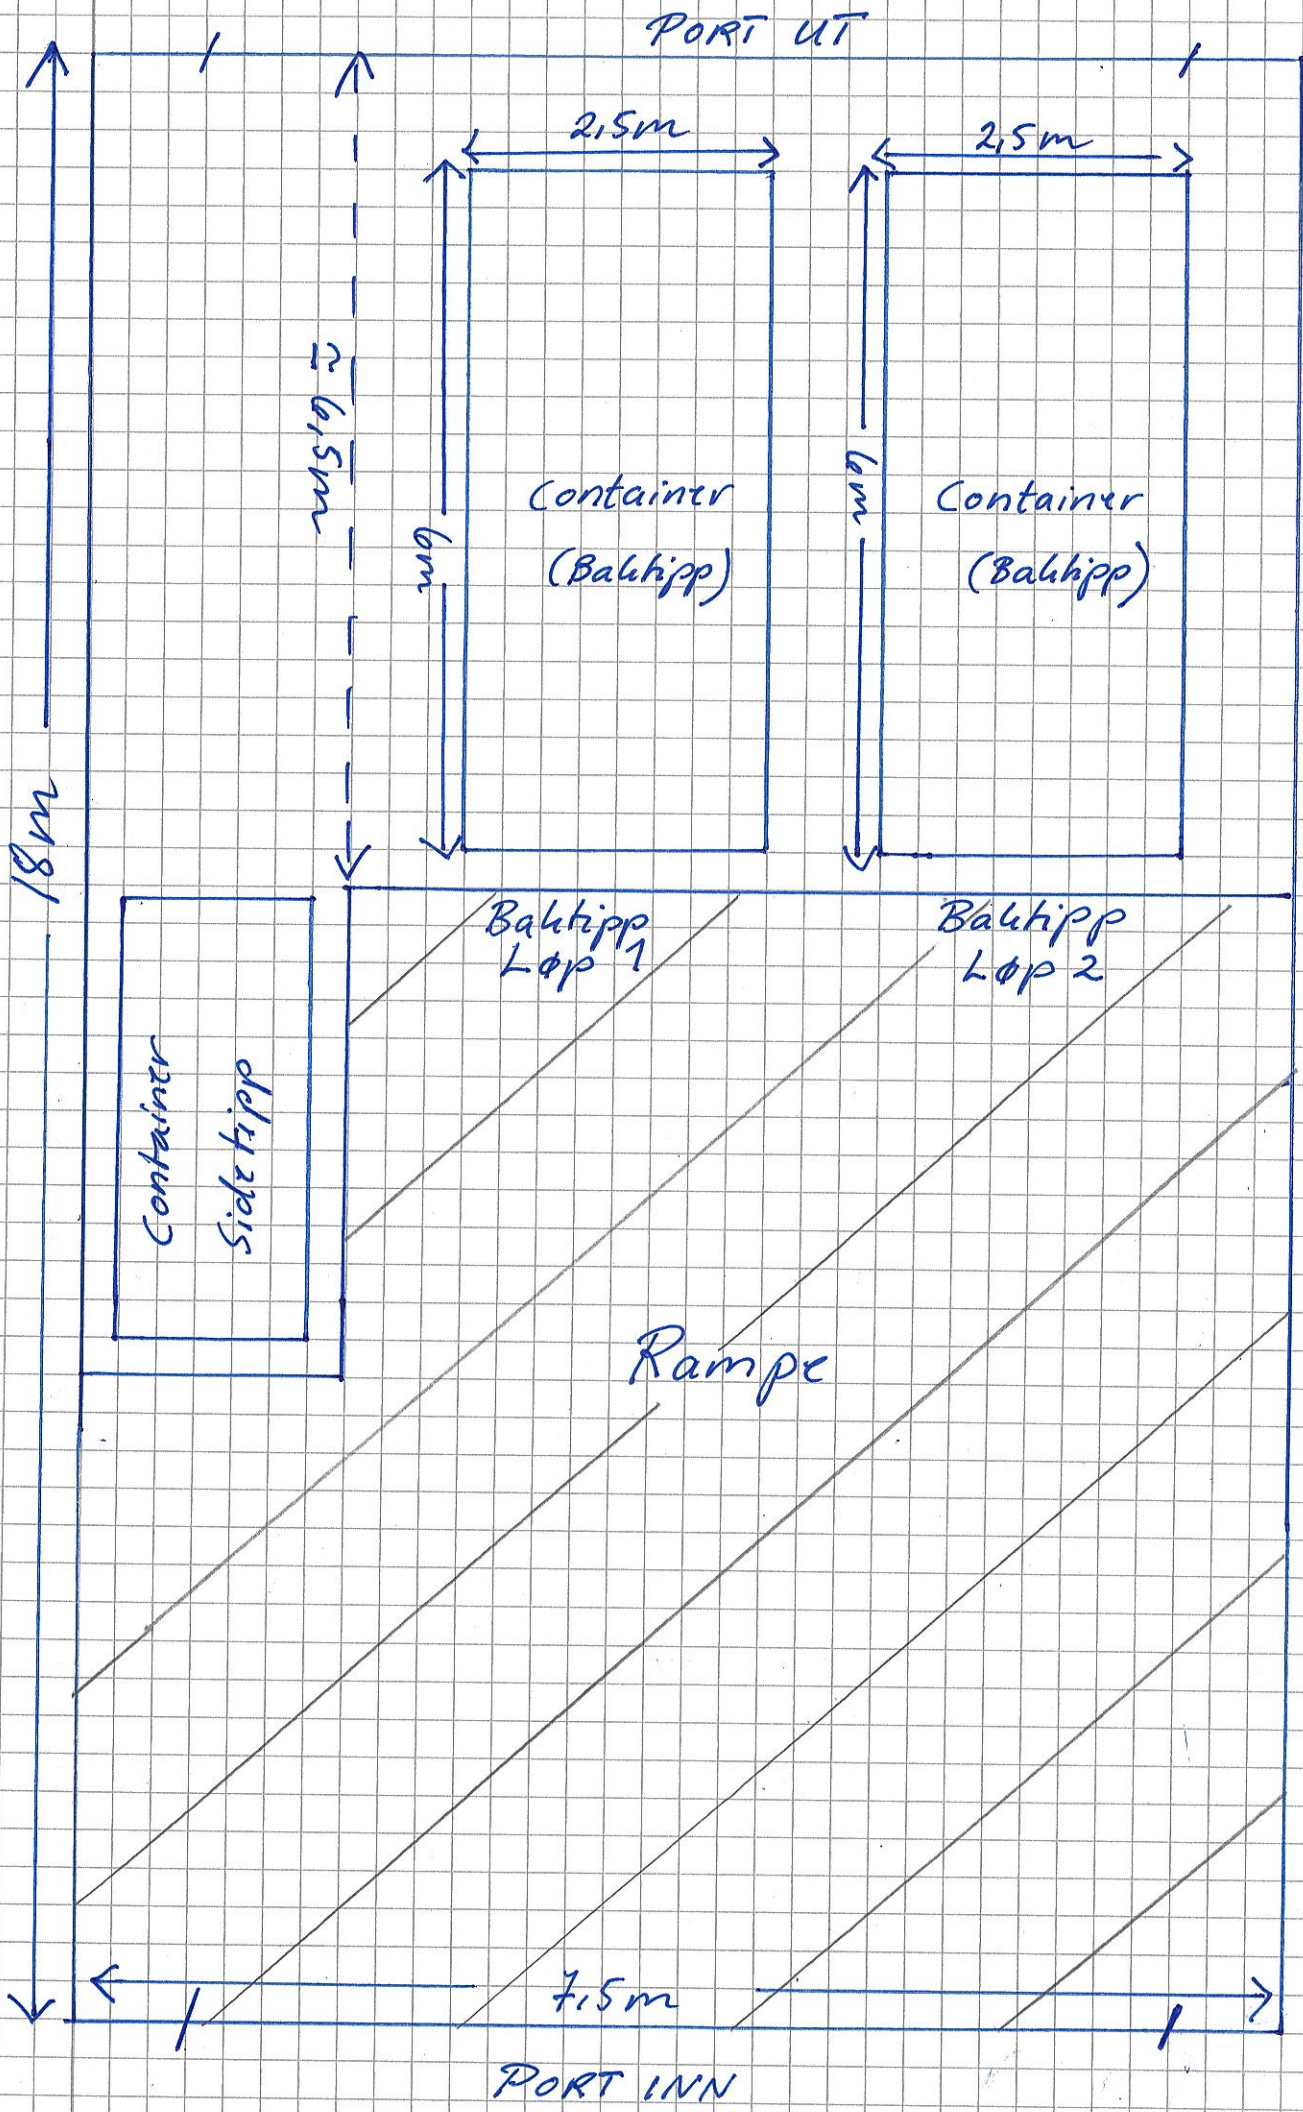 PORT UT
2,5m
2,5m
≈ 6,5m
6m
6m
Container
(Baktipp)
Container
(Baktipp)
18m
Baktipp
Løp 1
Baktipp
Løp 2
Container
Sidetipp
Rampe
7,5m
PORT INN